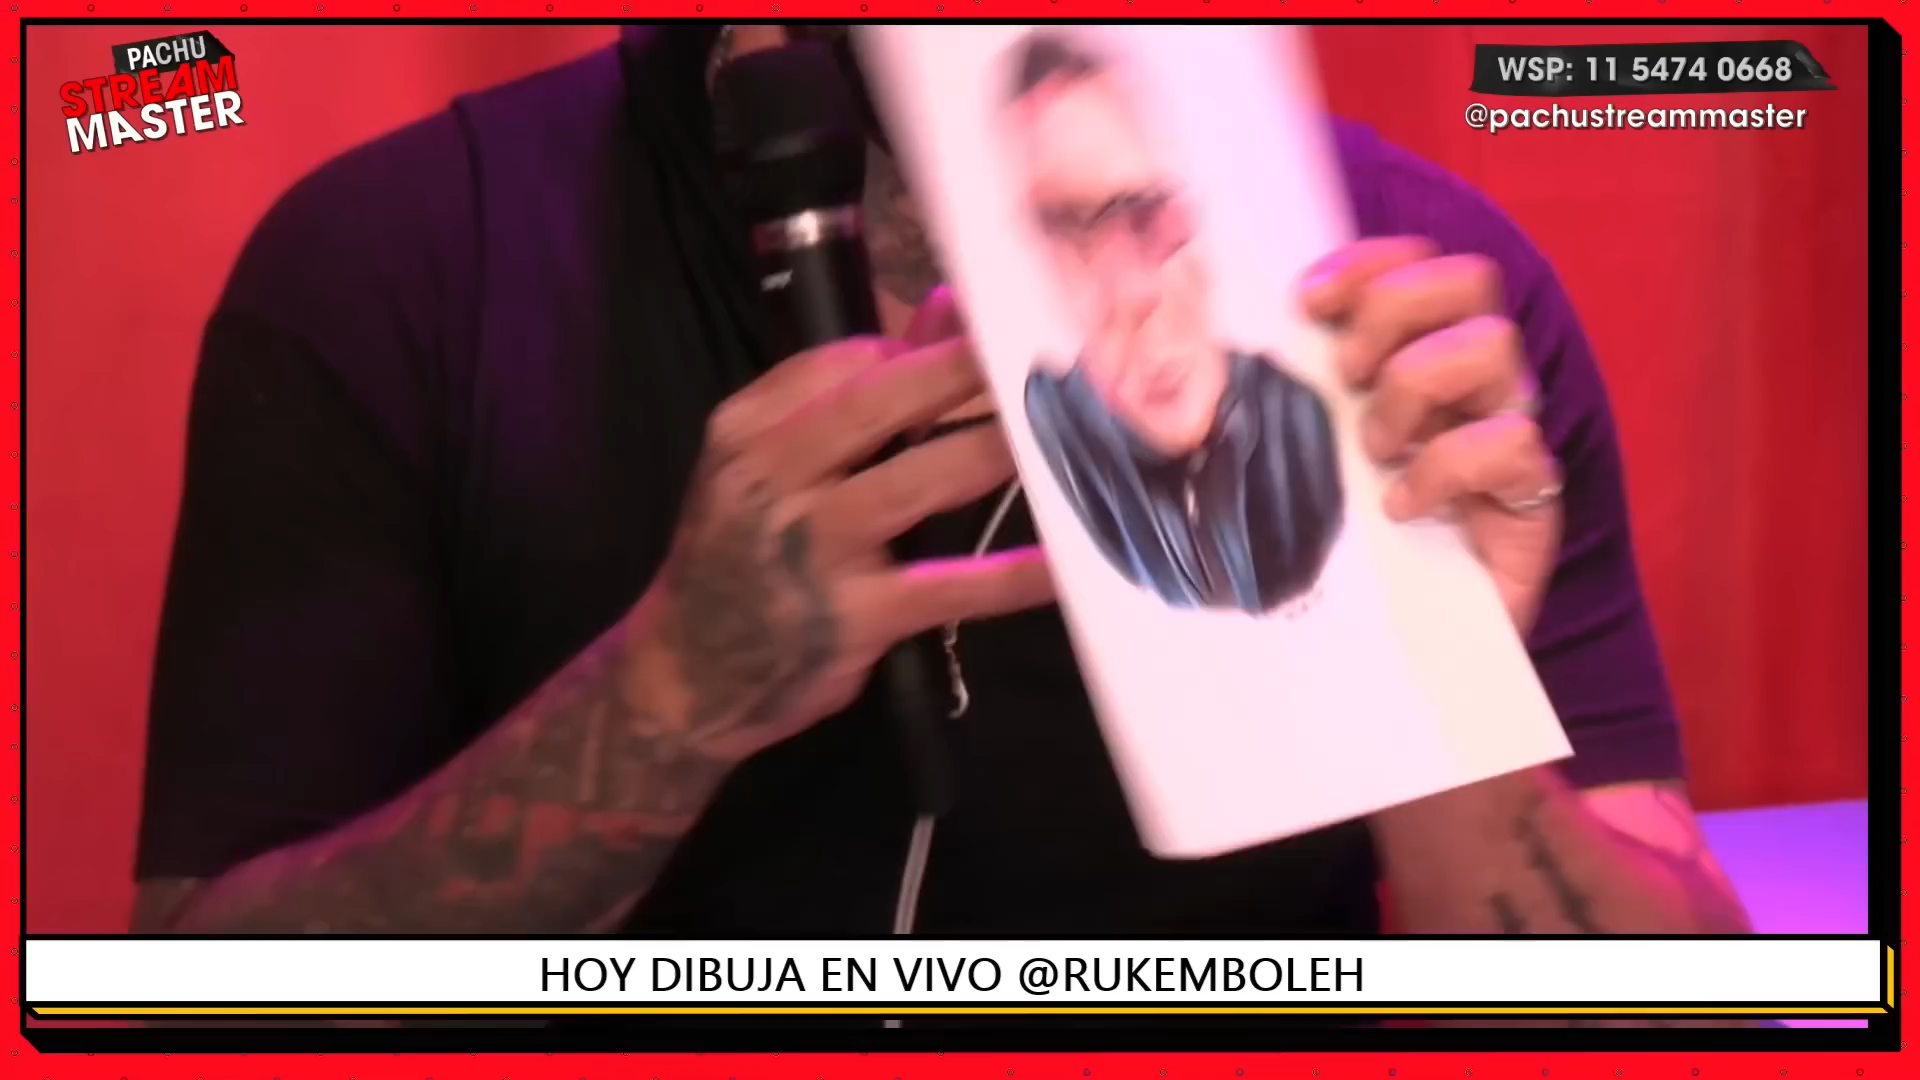 PACHU
STREAM
MASTER
WSP: 11 5474 0668
@pachustreammaster
HOY DIBUJA EN VIVO @RUKEMBOLEH